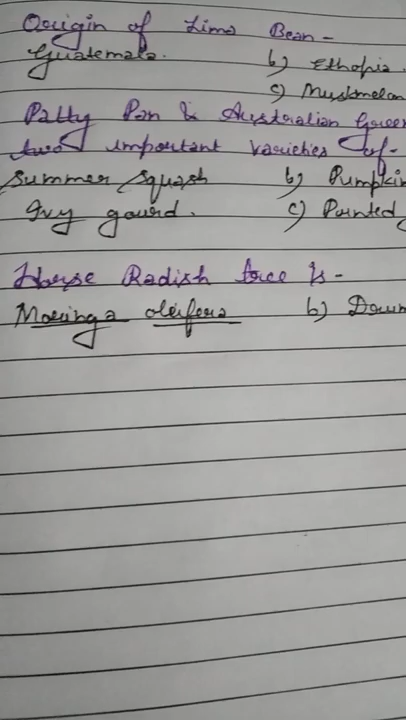 Origin of Lima Bean -
Guatemala. b) Ethopia
c) Muskmelon
Patty Pan & Australian Green
two important varieties of -
Summer Squash b) Pumpkin
Ivy gourd. c) Pointed
Horse Radish tree is -
Moringa oleifera b)